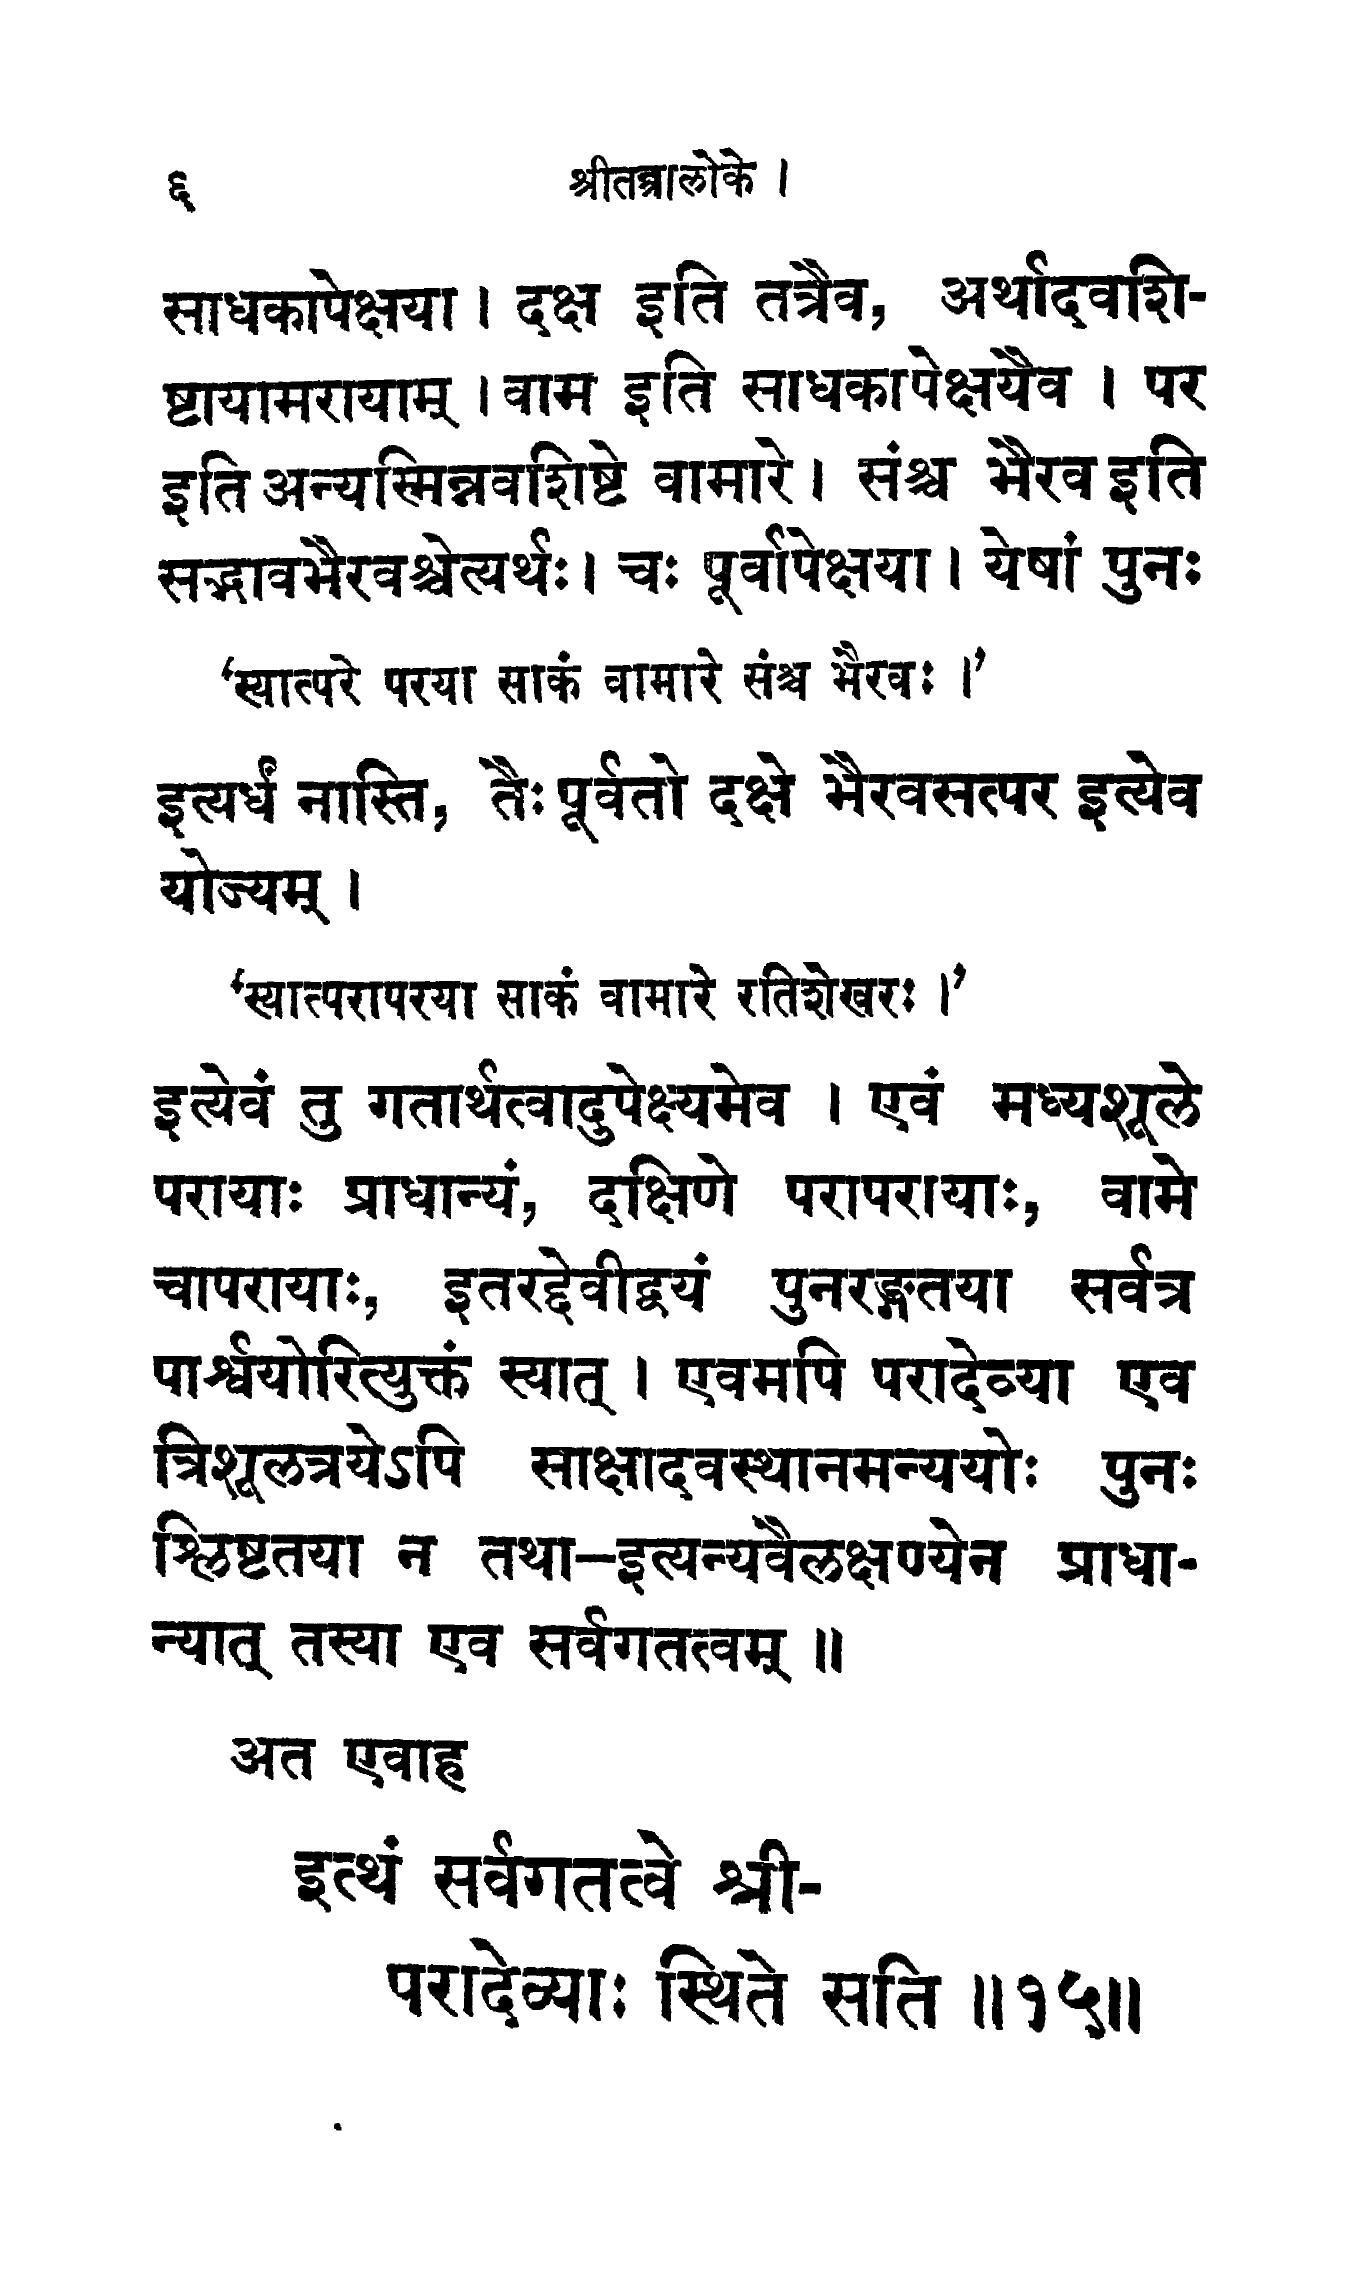 ६ श्रीतन्त्रालोके ।
साधकापेक्षया । दक्ष इति तत्रैव, अर्थादवशि-
ष्टायामरायाम् । वाम इति साधकापेक्षयैव । पर
इति अन्यस्मिन्नवशिष्टे वामारे । संश्च भैरव इति
सद्भावभैरवश्चेत्यर्थः । चः पूर्वापेक्षया । येषां पुनः
‘स्यात्परे परया साकं वामारे संश्च भैरवः ।’
इत्यर्धं नास्ति, तैः पूर्वतो दक्षे भैरवसत्पर इत्येव
योज्यम् ।
‘स्यात्परापरया साकं वामारे रतिशेखरः ।’
इत्येवं तु गतार्थत्वादुपेक्ष्यमेव । एवं मध्यशूले
परायाः प्राधान्यं, दक्षिणे परापरायाः, वामे
चापरायाः, इतरद्देवीद्वयं पुनरङ्गतया सर्वत्र
पार्श्वयोरित्युक्तं स्यात् । एवमपि परादेव्या एव
त्रिशूलत्रयेऽपि साक्षादवस्थानमन्ययोः पुनः
श्लिष्टतया न तथा—इत्यन्यवैलक्षण्येन प्राधा-
न्यात् तस्या एव सर्वगतत्वम् ॥
अत एवाह
इत्थं सर्वगतत्वे श्री-
परादेव्याः स्थिते सति ॥ १५॥